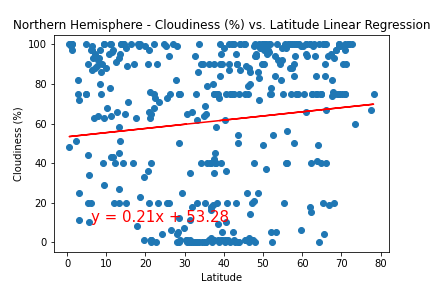 Northern Hemisphere - Cloudiness (%) vs. Latitude Linear Regression
100
80
60
40
20
0
Cloudiness (%)
y = 0.21x + 53.28
0 10 20 30 40 50 60 70 80
Latitude